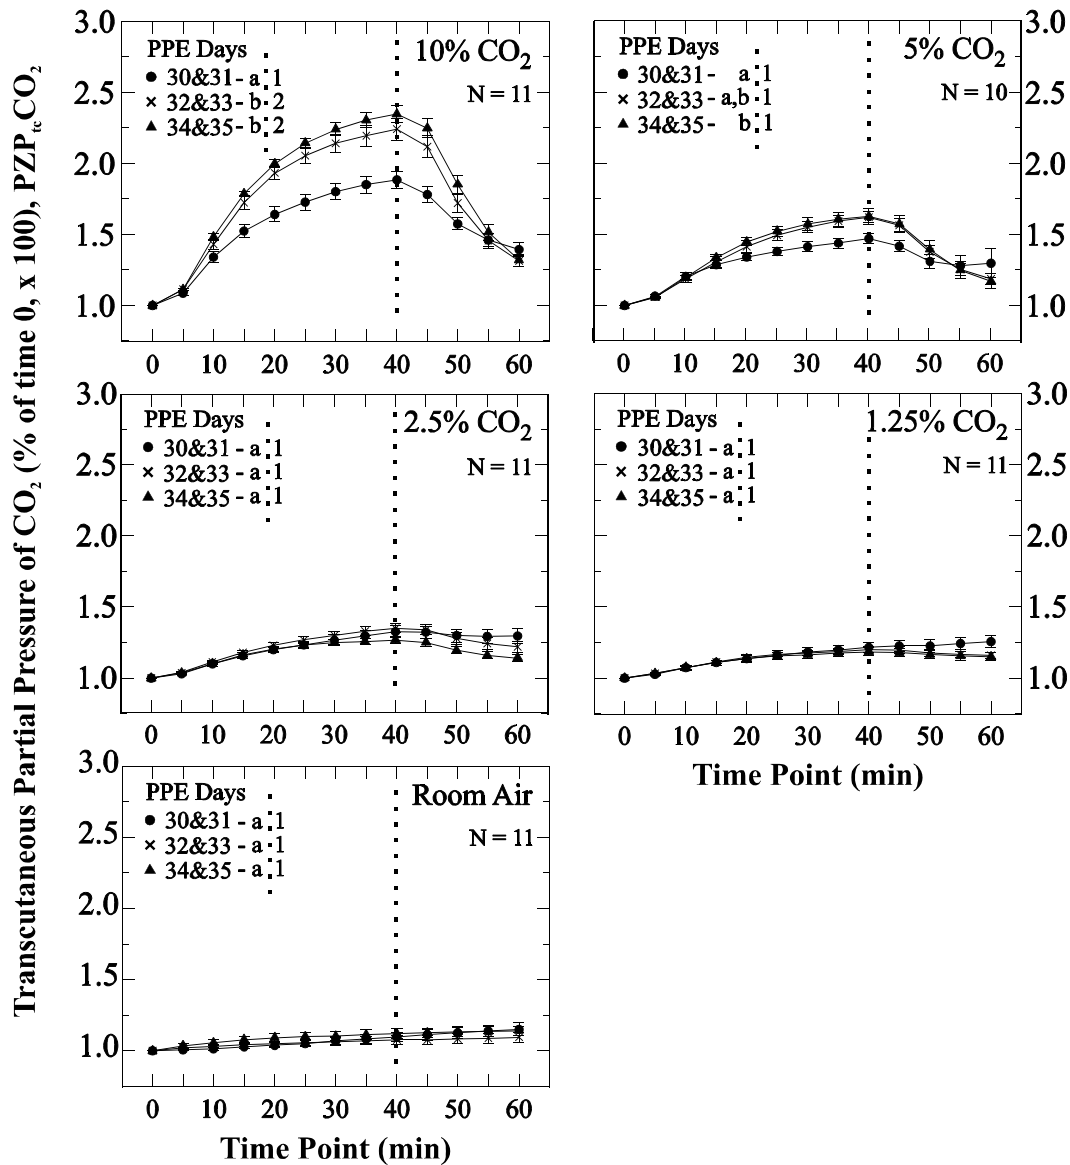 Transcutaneous Partial Pressure of CO2 (% of time 0, x 100), PZPtcCO2
3.0
2.5
2.0
1.5
1.0
PPE Days
30&31 - a 1
32&33 - b 2
34&35 - b 2
10% CO2
N = 11
0 10 20 30 40 50 60
PPE Days
30&31 - a 1
32&33 - a,b 1
34&35 - b 1
5% CO2
N = 10
3.0
2.5
2.0
1.5
1.0
0 10 20 30 40 50 60
3.0
2.5
2.0
1.5
1.0
PPE Days
30&31 - a 1
32&33 - a 1
34&35 - a 1
2.5% CO2
N = 11
0 10 20 30 40 50 60
PPE Days
30&31 - a 1
32&33 - a 1
34&35 - a 1
1.25% CO2
N = 11
3.0
2.5
2.0
1.5
1.0
0 10 20 30 40 50 60
Time Point (min)
3.0
2.5
2.0
1.5
1.0
PPE Days
30&31 - a 1
32&33 - a 1
34&35 - a 1
Room Air
N = 11
0 10 20 30 40 50 60
Time Point (min)